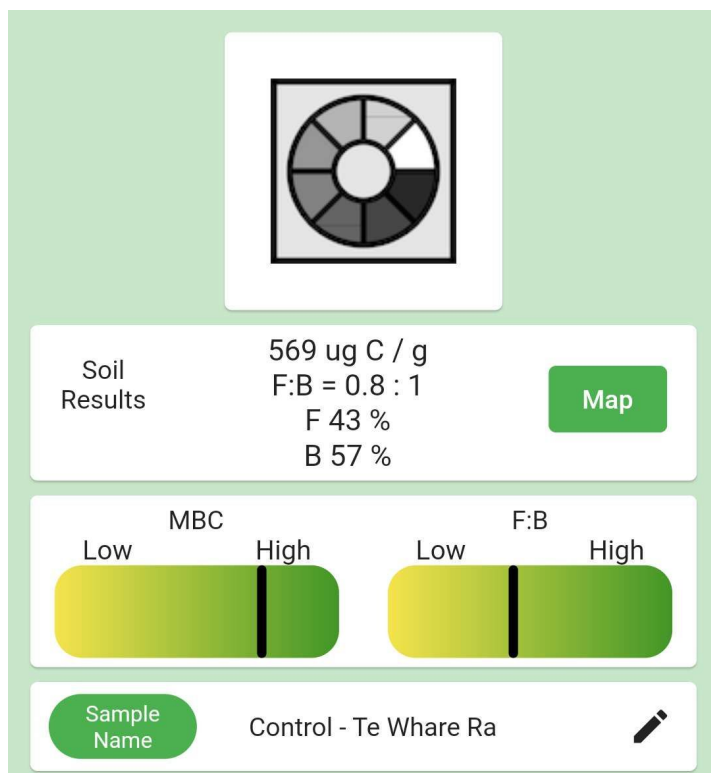 Soil
Results
569 ug C / g
F:B = 0.8 : 1
F 43 %
B 57 %
Map
MBC
Low High
F:B
Low High
Sample
Name
Control - Te Whare Ra